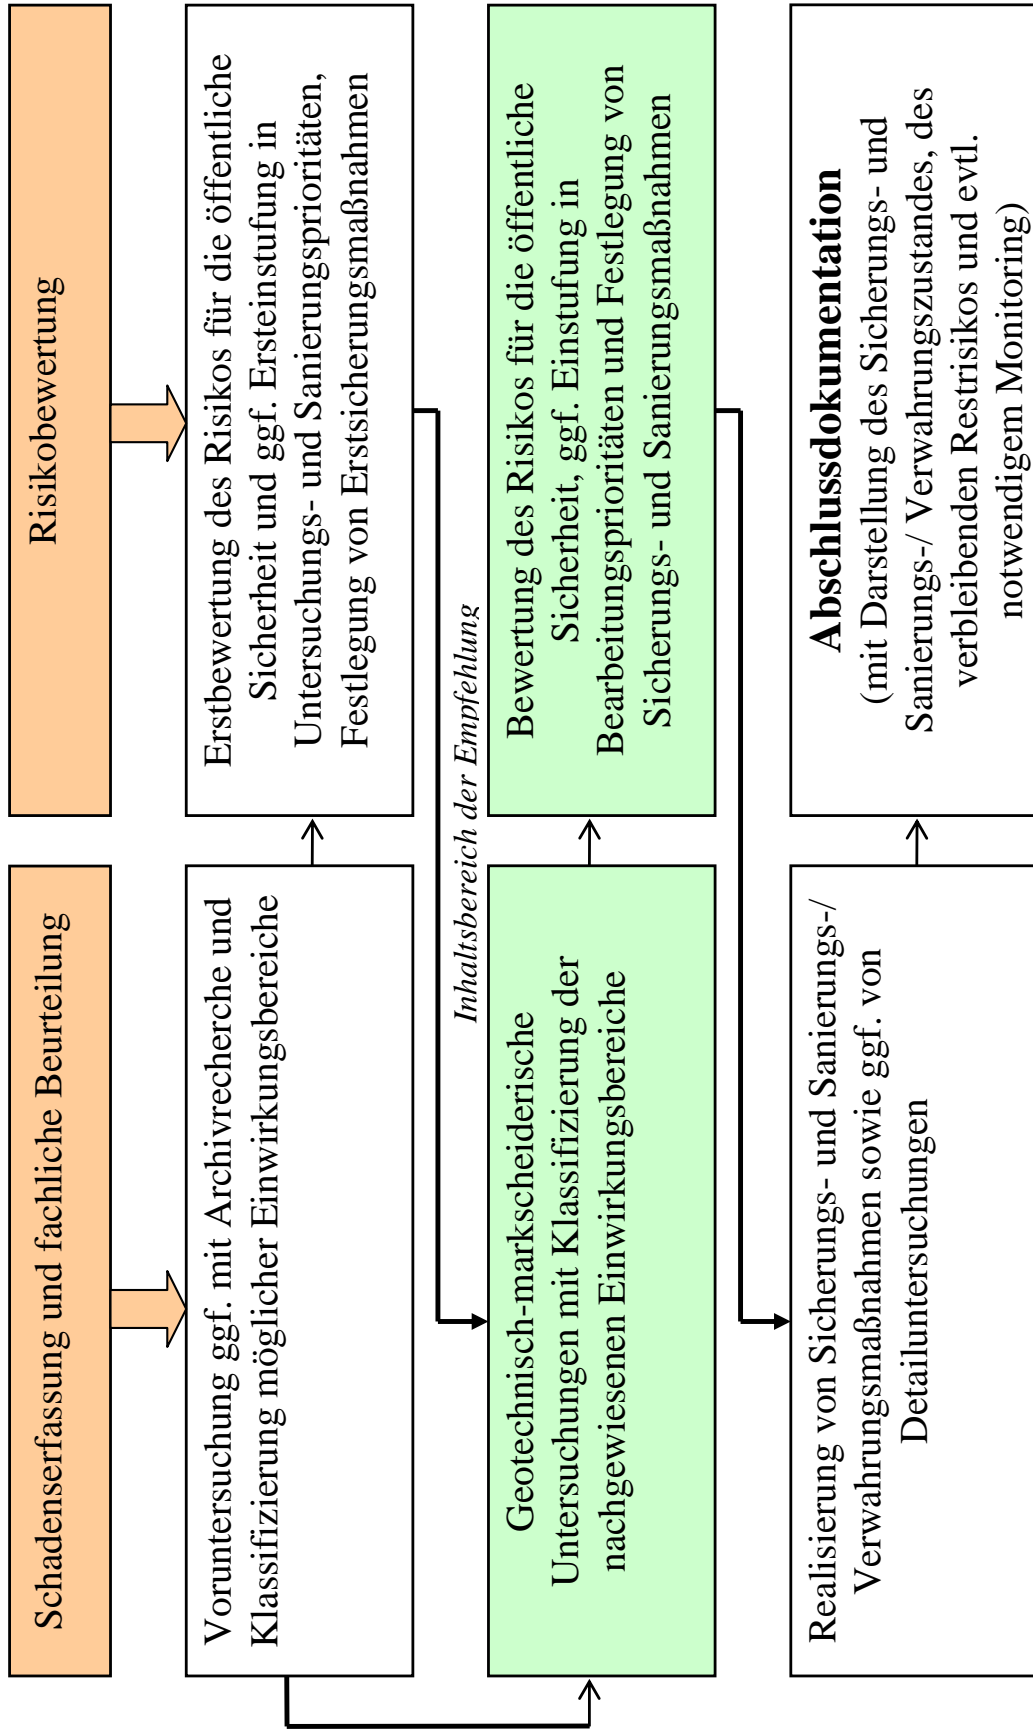 Schadenserfassung und fachliche Beurteilung
Risikobewertung
Voruntersuchung ggf. mit Archivrecherche und
Klassifizierung möglicher Einwirkungsbereiche
Erstbewertung des Risikos für die öffentliche
Sicherheit und ggf. Ersteinstufung in
Untersuchungs- und Sanierungsprioritäten,
Festlegung von Erstsicherungsmaßnahmen
Inhaltsbereich der Empfehlung
Geotechnisch-markscheiderische
Untersuchungen mit Klassifizierung der
nachgewiesenen Einwirkungsbereiche
Bewertung des Risikos für die öffentliche
Sicherheit, ggf. Einstufung in
Bearbeitungsprioritäten und Festlegung von
Sicherungs- und Sanierungsmaßnahmen
Realisierung von Sicherungs- und Sanierungs-/
Verwahrungsmaßnahmen sowie ggf. von
Detailuntersuchungen
Abschlussdokumentation
(mit Darstellung des Sicherungs- und
Sanierungs-/ Verwahrungszustandes, des
verbleibenden Restrisikos und evtl.
notwendigem Monitoring)